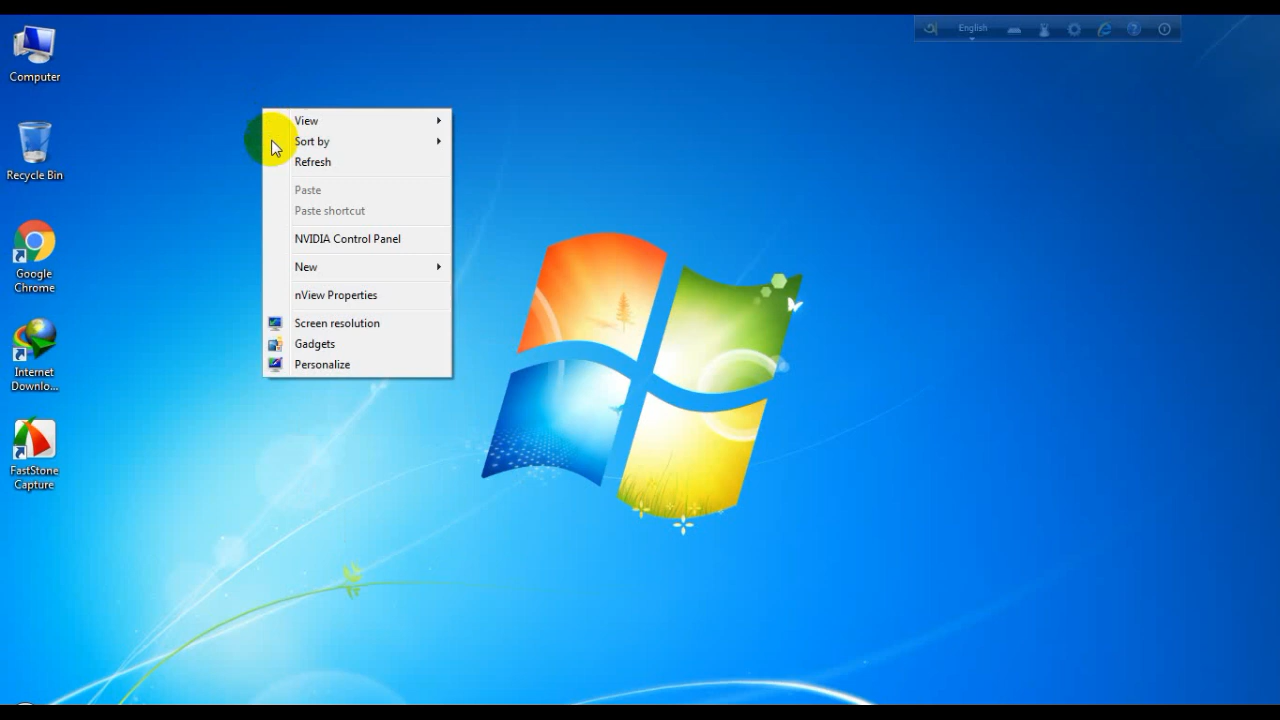 Computer
Recycle Bin
Google
Chrome
Internet
Downlo...
FastStone
Capture
English
View
Sort by
Refresh
Paste
Paste shortcut
NVIDIA Control Panel
New
nView Properties
Screen resolution
Gadgets
Personalize